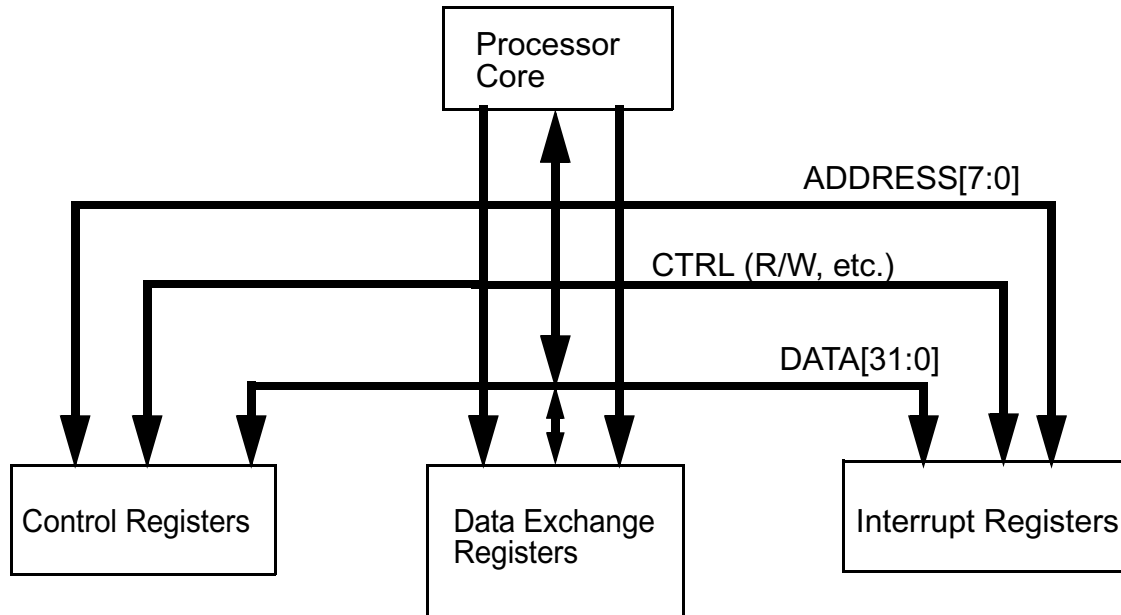 Processor
Core
ADDRESS[7:0]
CTRL (R/W, etc.)
DATA[31:0]
Control Registers
Data Exchange
Registers
Interrupt Registers